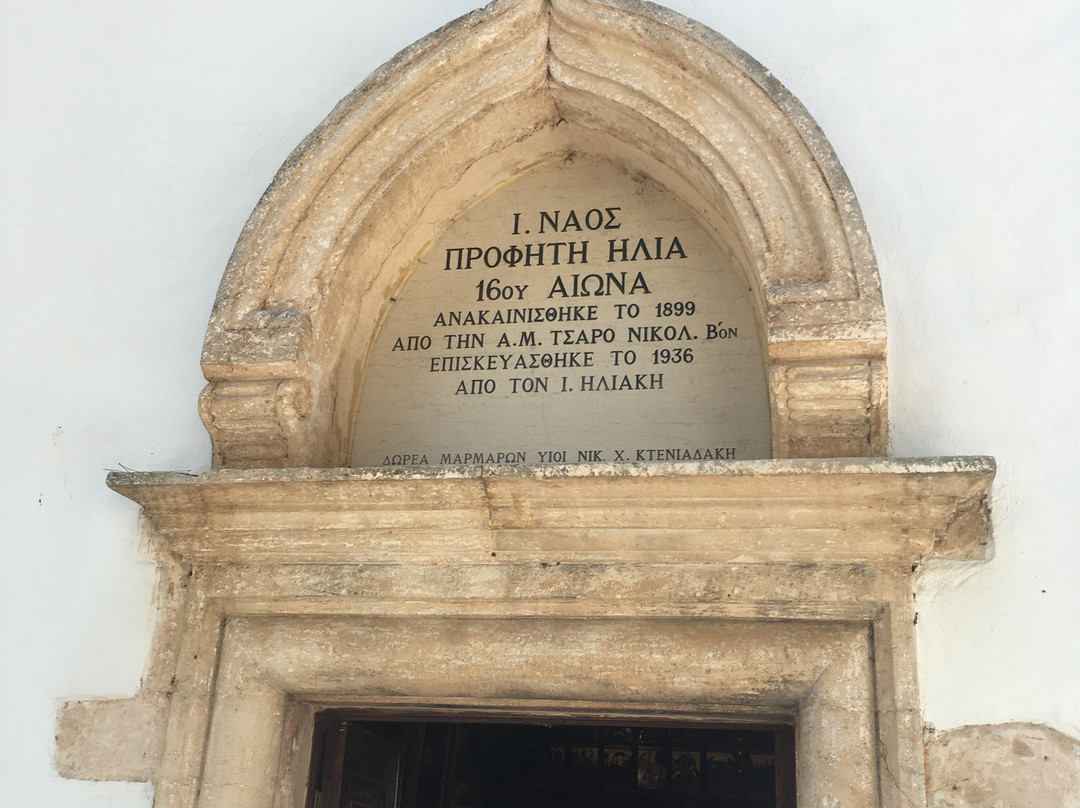 Ι. ΝΑΟΣ
ΠΡΟΦΗΤΗ ΗΛΙΑ
16ΟΥ ΑΙΩΝΑ
ΑΝΑΚΑΙΝΙΣΘΗΚΕ ΤΟ 1899
ΑΠΟ ΤΗΝ Α.Μ. ΤΣΑΡΟ ΝΙΚΟΛ. Β΄ΟΝ
ΕΠΙΣΚΕΥΑΣΘΗΚΕ ΤΟ 1936
ΑΠΟ ΤΟΝ Ι. ΗΛΙΑΚΗ
ΔΩΡΕΑ ΜΑΡΜΑΡΩΝ ΥΙΟΙ ΝΙΚ. Χ. ΚΤΕΝΙΑΔΑΚΗ